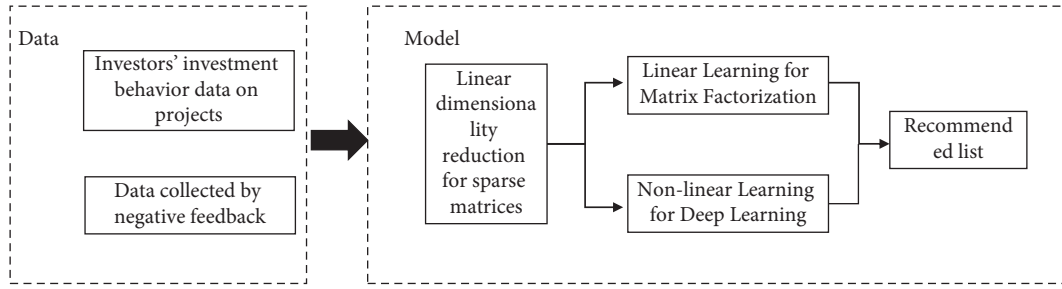 Data
Investors' investment
behavior data on
projects
Data collected by
negative feedback
Model
Linear
dimensiona
lity
reduction
for sparse
matrices
Linear Learning for
Matrix Factorization
Non-linear Learning
for Deep Learning
Recommend
ed list